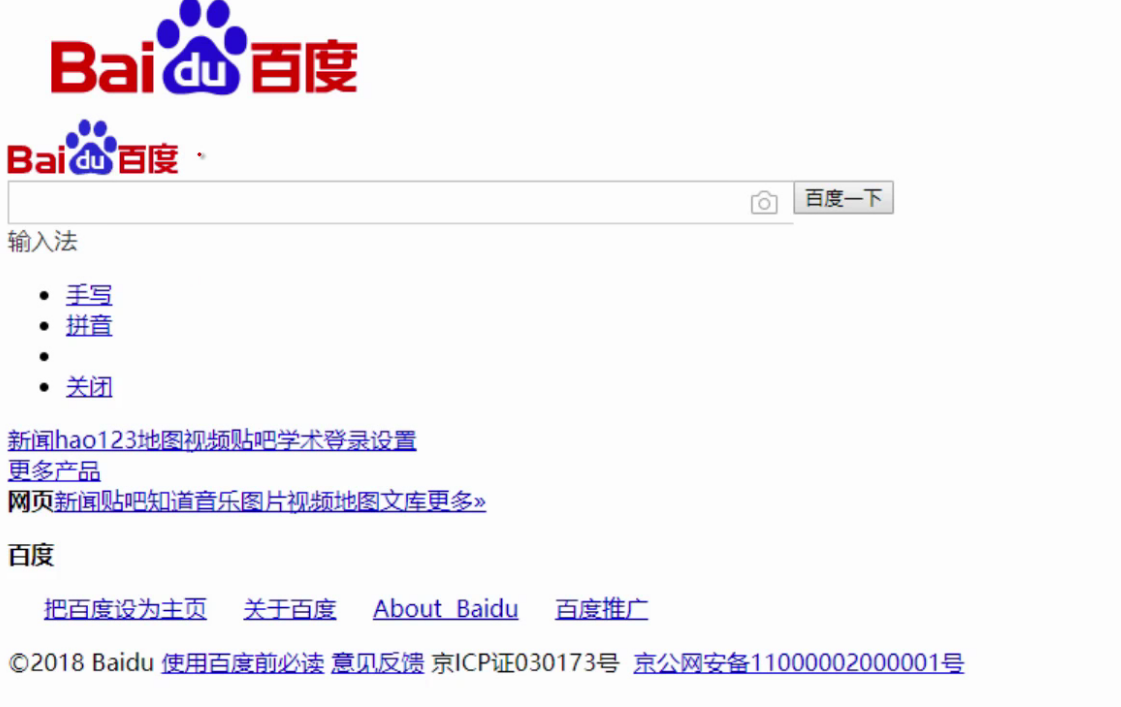 Baidu百度
Baidu百度
百度一下
输入法
手写
拼音
关闭
新闻hao123地图视频贴吧学术登录设置
更多产品
网页新闻贴吧知道音乐图片视频地图文库更多»
百度
把百度设为主页 关于百度 About Baidu 百度推广
©2018 Baidu 使用百度前必读 意见反馈 京ICP证030173号 京公网安备11000002000001号